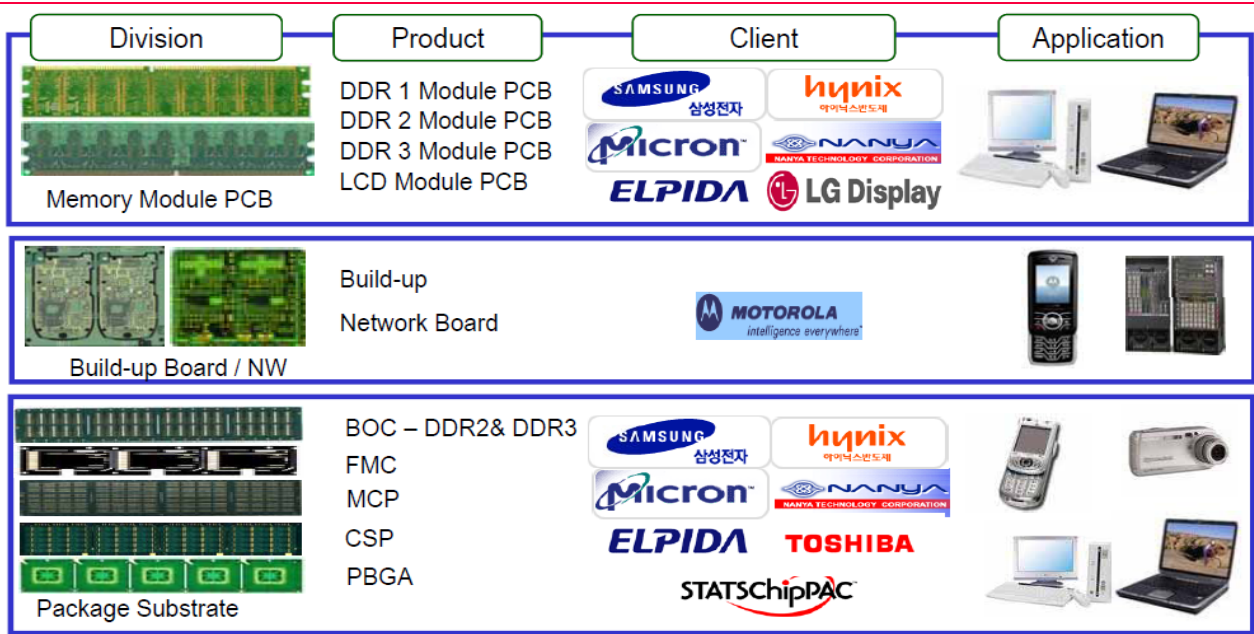 Division
Product
Client
Application
Memory Module PCB
DDR 1 Module PCB
DDR 2 Module PCB
DDR 3 Module PCB
LCD Module PCB
SAMSUNG
삼성전자
hynix
하이닉스반도체
Micron
NANYA
NANYA TECHNOLOGY CORPORATION
ELPIDA
LG Display
Build-up Board / NW
Build-up
Network Board
MOTOROLA
intelligence everywhere
Package Substrate
BOC – DDR2& DDR3
FMC
MCP
CSP
PBGA
SAMSUNG
삼성전자
hynix
하이닉스반도체
Micron
NANYA
NANYA TECHNOLOGY CORPORATION
ELPIDA
TOSHIBA
STATSChipPAC